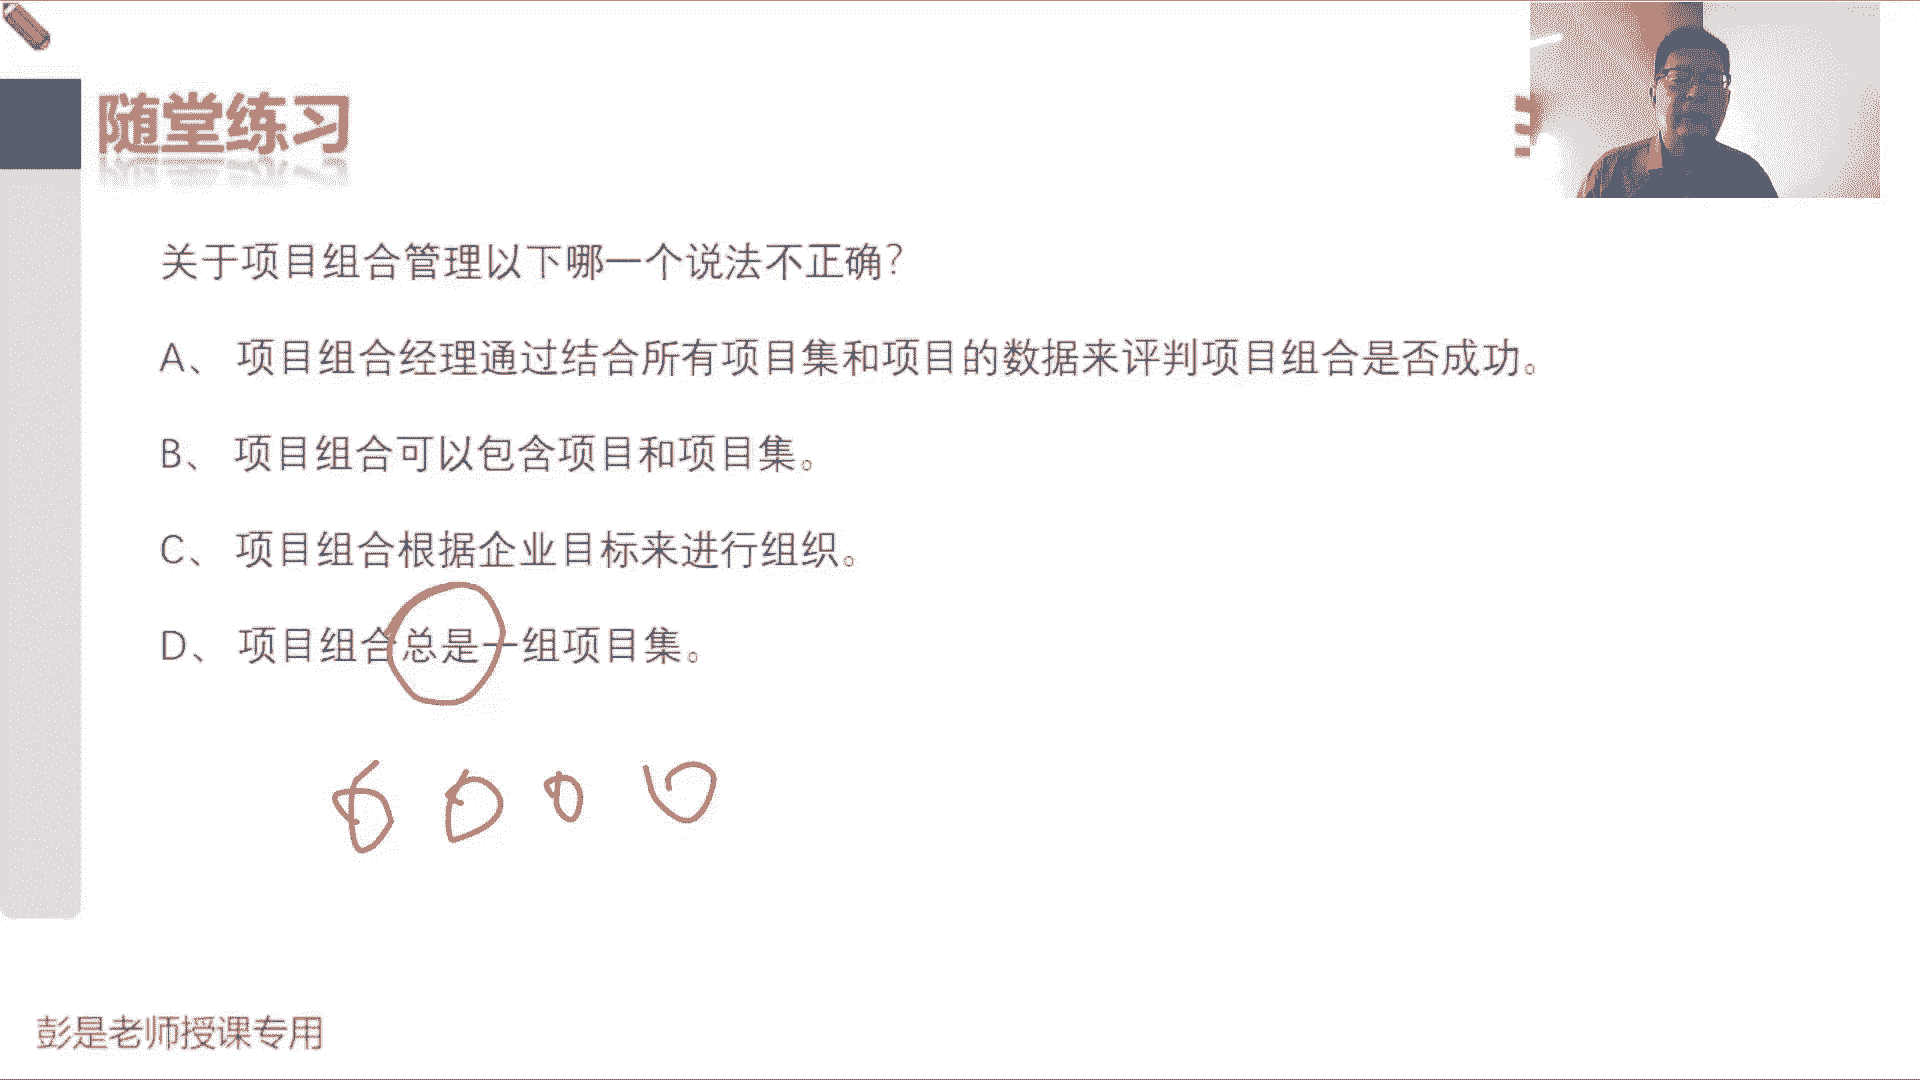 随堂练习
关于项目组合管理以下哪一个说法不正确?
A、 项目组合经理通过结合所有项目集和项目的数据来评判项目组合是否成功。
B、 项目组合可以包含项目和项目集。
C、 项目组合根据企业目标来进行组织。
D、 项目组合总是一组项目集。
彭是老师授课专用